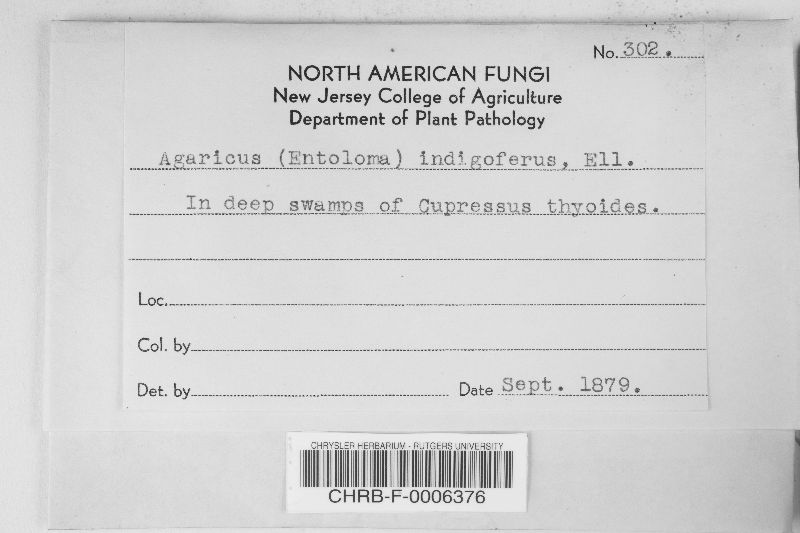 No. 302.
NORTH AMERICAN FUNGI
New Jersey College of Agriculture
Department of Plant Pathology
Agaricus (Entoloma) indigoferus, Ell.
In deep swamps of Cupressus thyoides.
Loc.
Col. by
Det. by Date Sept. 1879.
CHRYSLER HERBARIUM - RUTGERS UNIVERSITY
CHRB-F-0006376